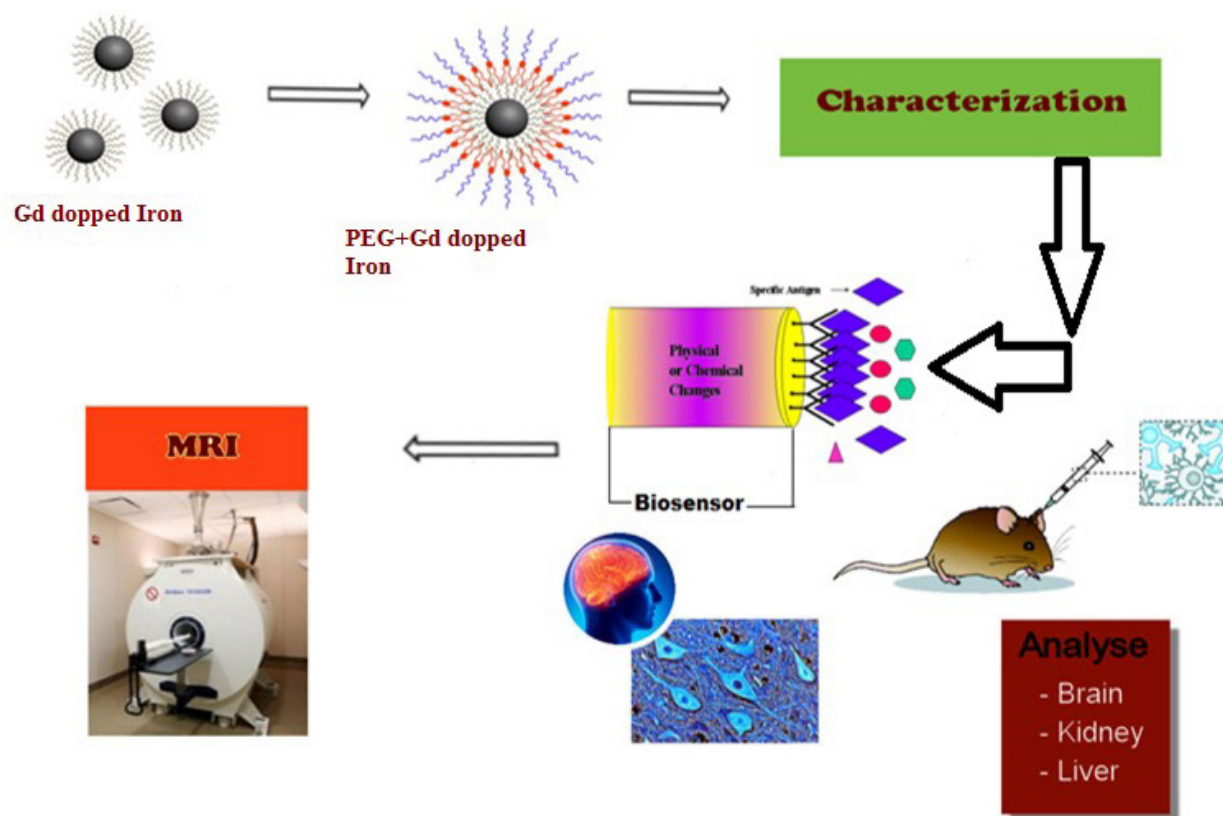 Gd dopped Iron
PEG+Gd dopped
Iron
Characterization
Specific Antigen
Physical
or Chemical
Changes
Biosensor
MRI
Analyse
- Brain
- Kidney
- Liver